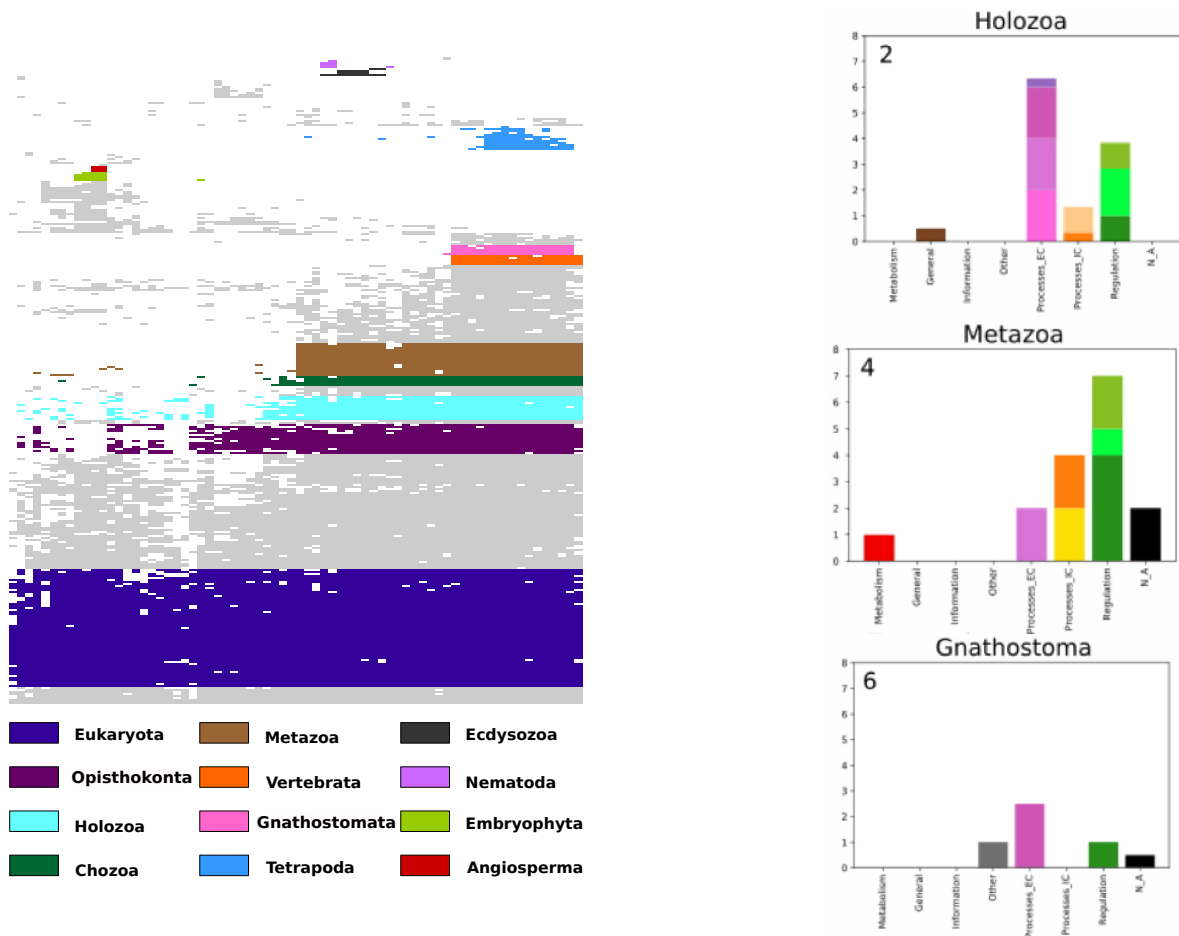 Eukaryota
Opisthokonta
Holozoa
Chozoa
Metazoa
Vertebrata
Gnathostomata
Tetrapoda
Ecdysozoa
Nematoda
Embryophyta
Angiosperma
Holozoa
2
8
7
6
5
4
3
2
1
0
Metabolism
General
Information
Other
Processes_EC
Processes_IC
Regulation
N_A
Metazoa
4
8
7
6
5
4
3
2
1
0
Metabolism
General
Information
Other
Processes_EC
Processes_IC
Regulation
N_A
Gnathostoma
6
8
7
6
5
4
3
2
1
0
Metabolism
General
Information
Other
Processes_EC
Processes_IC
Regulation
N_A